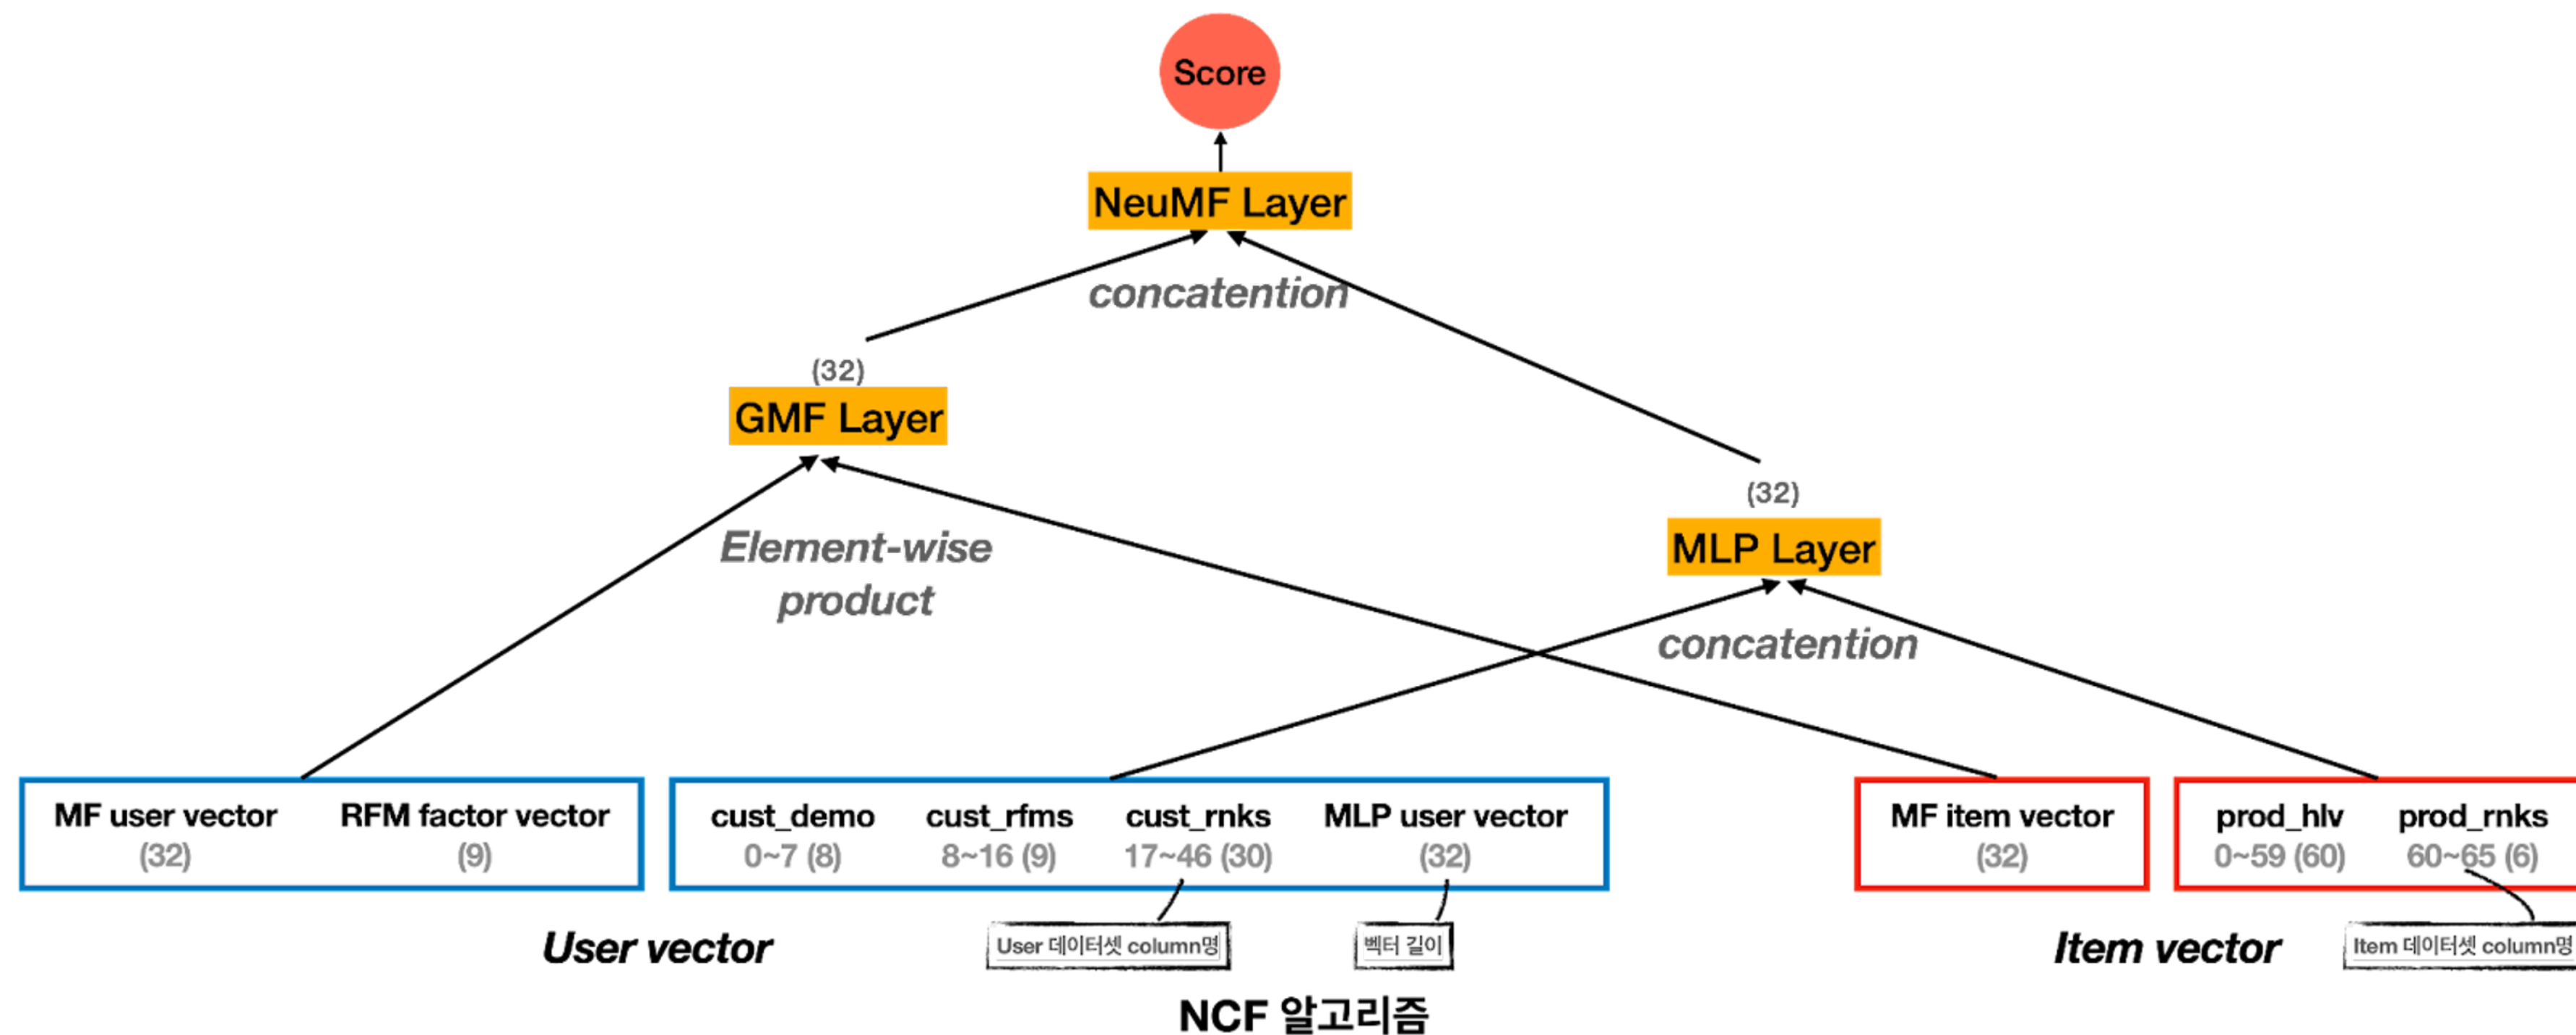 Score
NeuMF Layer
concatention
(32)
GMF Layer
(32)
Element-wise
product
MLP Layer
concatention
MF user vector
(32)
RFM factor vector
(9)
cust_demo
0~7 (8)
cust_rfms
8~16 (9)
cust_rnks
17~46 (30)
MLP user vector
(32)
MF item vector
(32)
prod_hlv
0~59 (60)
prod_rnks
60~65 (6)
User vector
User 데이터셋 column명
벡터 길이
Item vector
Item 데이터셋 column명
NCF 알고리즘